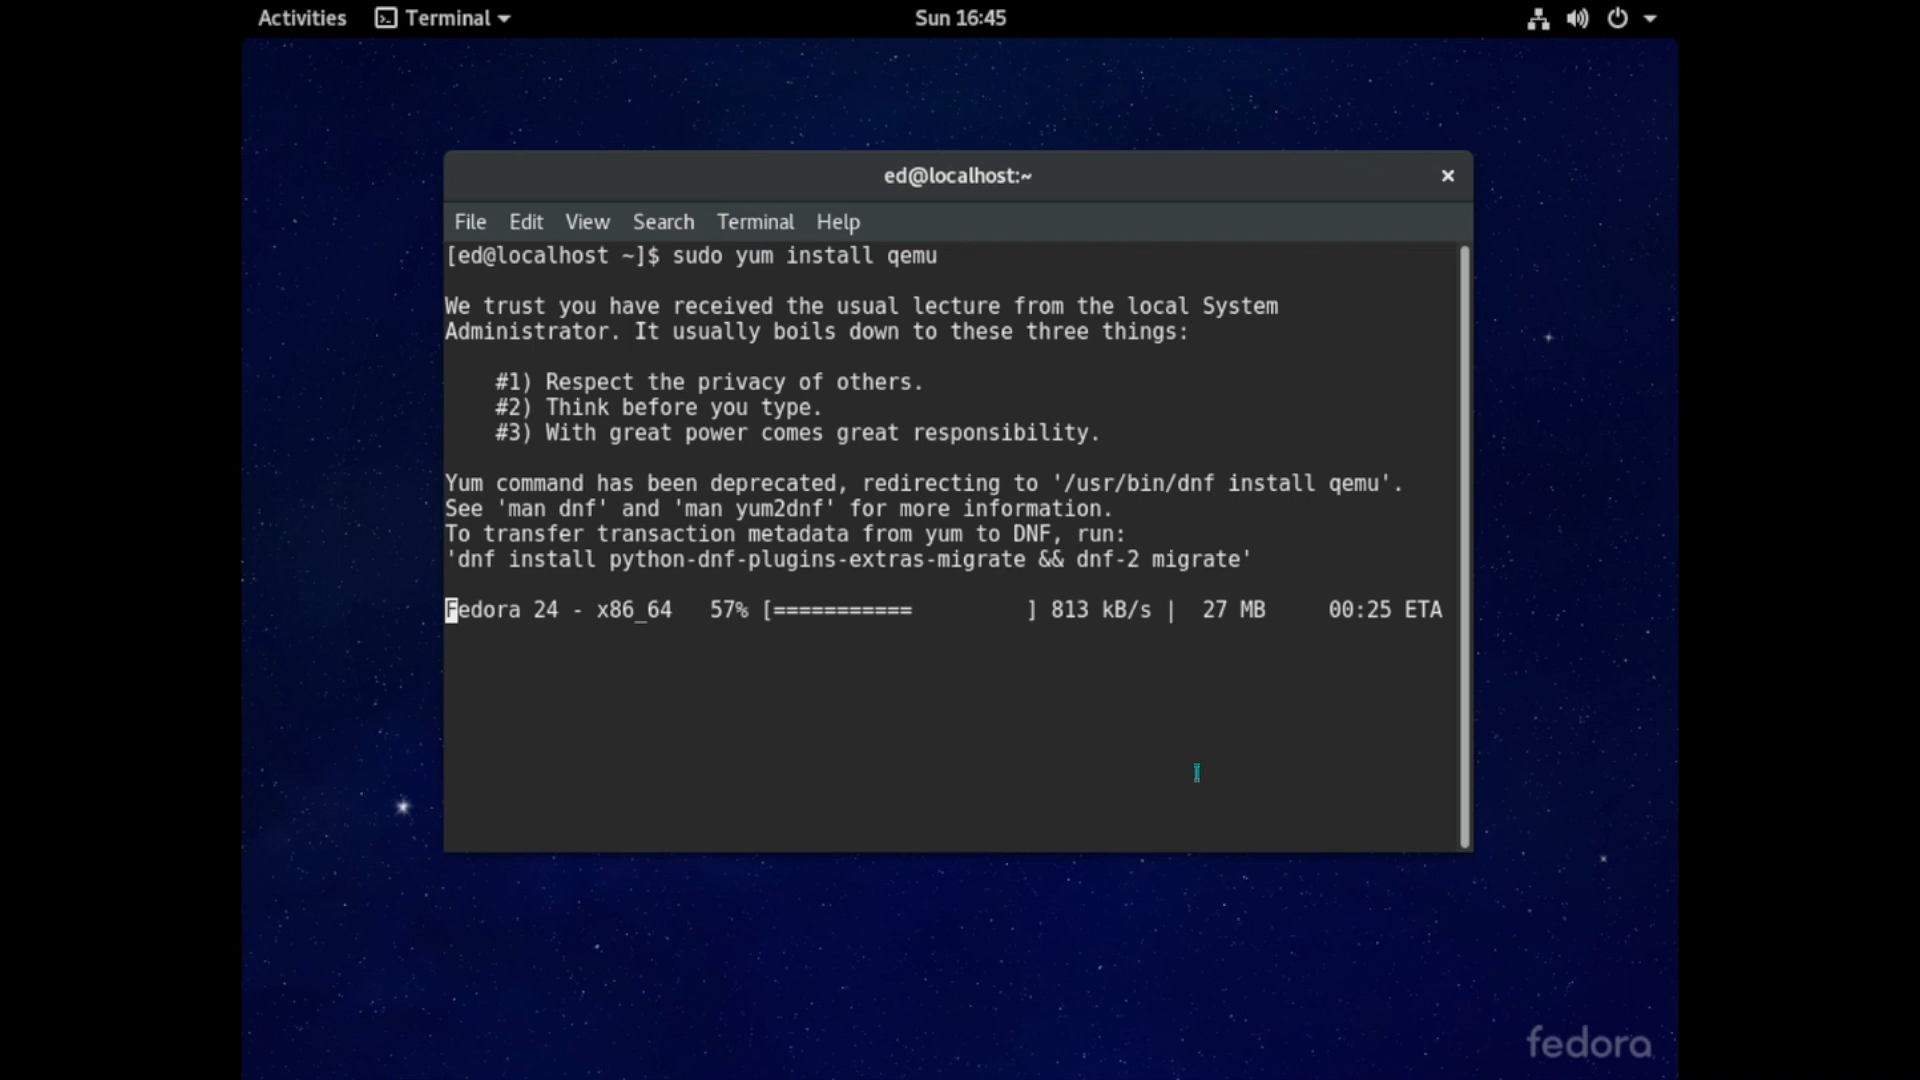 Activities Terminal Sun 16:45
ed@localhost:~
File Edit View Search Terminal Help
[ed@localhost ~]$ sudo yum install qemu
We trust you have received the usual lecture from the local System
Administrator. It usually boils down to these three things:
#1) Respect the privacy of others.
#2) Think before you type.
#3) With great power comes great responsibility.
Yum command has been deprecated, redirecting to '/usr/bin/dnf install qemu'.
See 'man dnf' and 'man yum2dnf' for more information.
To transfer transaction metadata from yum to DNF, run:
'dnf install python-dnf-plugins-extras-migrate && dnf-2 migrate'
Fedora 24 - x86_64   57% [===========         ] 813 kB/s |  27 MB     00:25 ETA
fedora